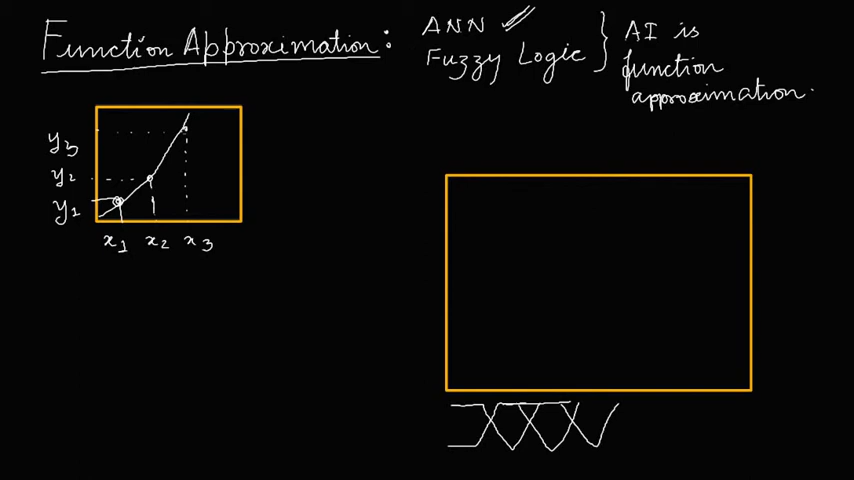 Function Approximation:
ANN
Fuzzy Logic
AI is
function
approximation.
y3
y2
y1
x1 x2 x3